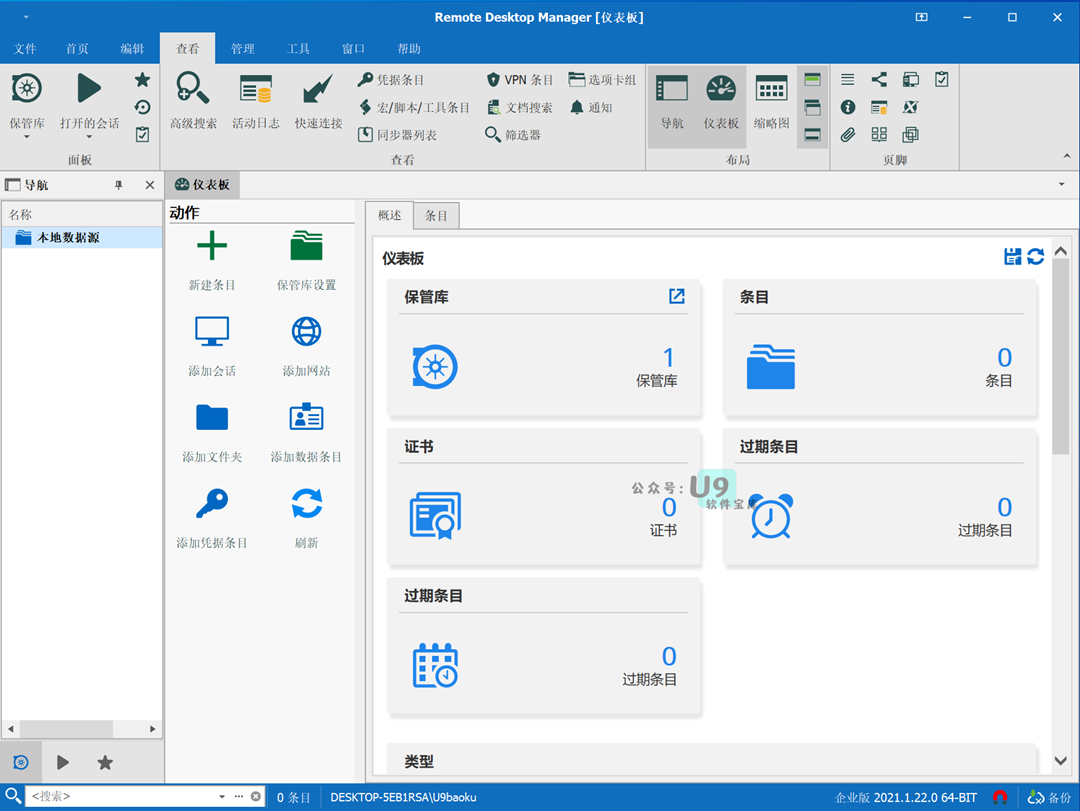 Remote Desktop Manager [仪表板]
文件 首页 编辑 查看 管理 工具 窗口 帮助
保管库 打开的会话
面板
高级搜索 活动日志 快速连接
凭据条目 VPN 条目 选项卡组
宏/脚本/工具条目 文档搜索 通知
同步器列表 筛选器
查看
导航 仪表板 缩略图
布局
页脚
导航
仪表板
名称
本地数据源
动作
新建条目 保管库设置
添加会话 添加网站
添加文件夹 添加数据条目
添加凭据条目 刷新
概述 条目
仪表板
保管库
1
保管库
条目
0
条目
证书
0
证书
过期条目
0
过期条目
公众号: U9
软件宝库
过期条目
0
过期条目
类型
<搜索>
0 条目
DESKTOP-5EB1RSA\U9baoku
企业版 2021.1.22.0 64-BIT
备份